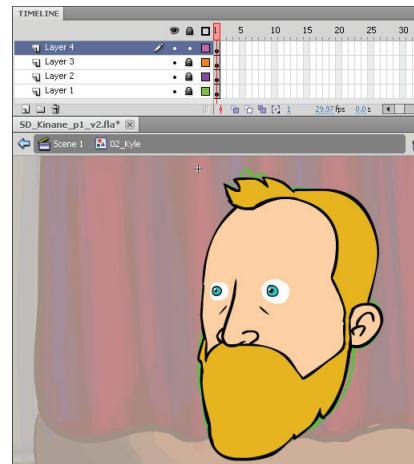 TIMELINE
1 5 10 15 20 25 30
Layer 4
Layer 3
Layer 2
Layer 1
1 29.97 fps 0.0 s
SD_Kinane_p1_v2.fla*
Scene 1 02_Kyle